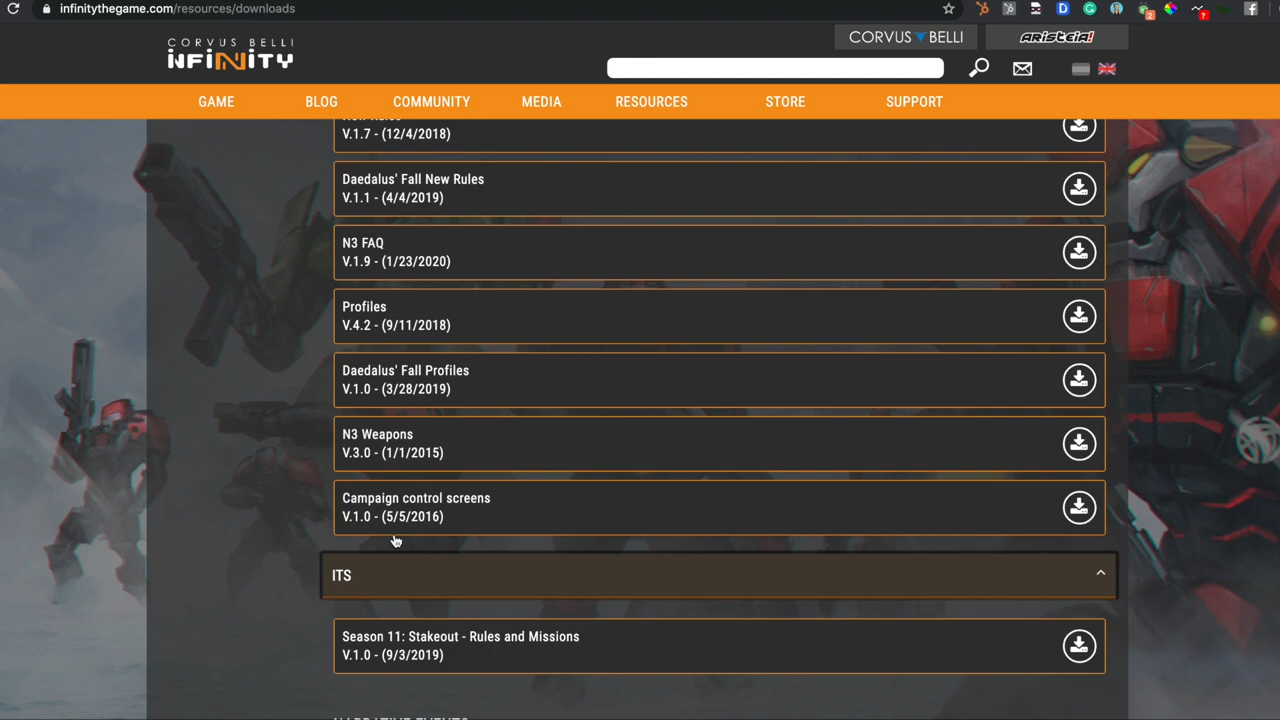 infinitythegame.com/resources/downloads
CORVUS BELLI
INFINITY
CORVUS BELLI
ARISTEIA!
2
?
GAME
BLOG
COMMUNITY
MEDIA
RESOURCES
STORE
SUPPORT
V.1.7 - (12/4/2018)
Daedalus' Fall New Rules
V.1.1 - (4/4/2019)
N3 FAQ
V.1.9 - (1/23/2020)
Profiles
V.4.2 - (9/11/2018)
Daedalus' Fall Profiles
V.1.0 - (3/28/2019)
N3 Weapons
V.3.0 - (1/1/2015)
Campaign control screens
V.1.0 - (5/5/2016)
ITS
Season 11: Stakeout - Rules and Missions
V.1.0 - (9/3/2019)
NARRATIVE EVENTS